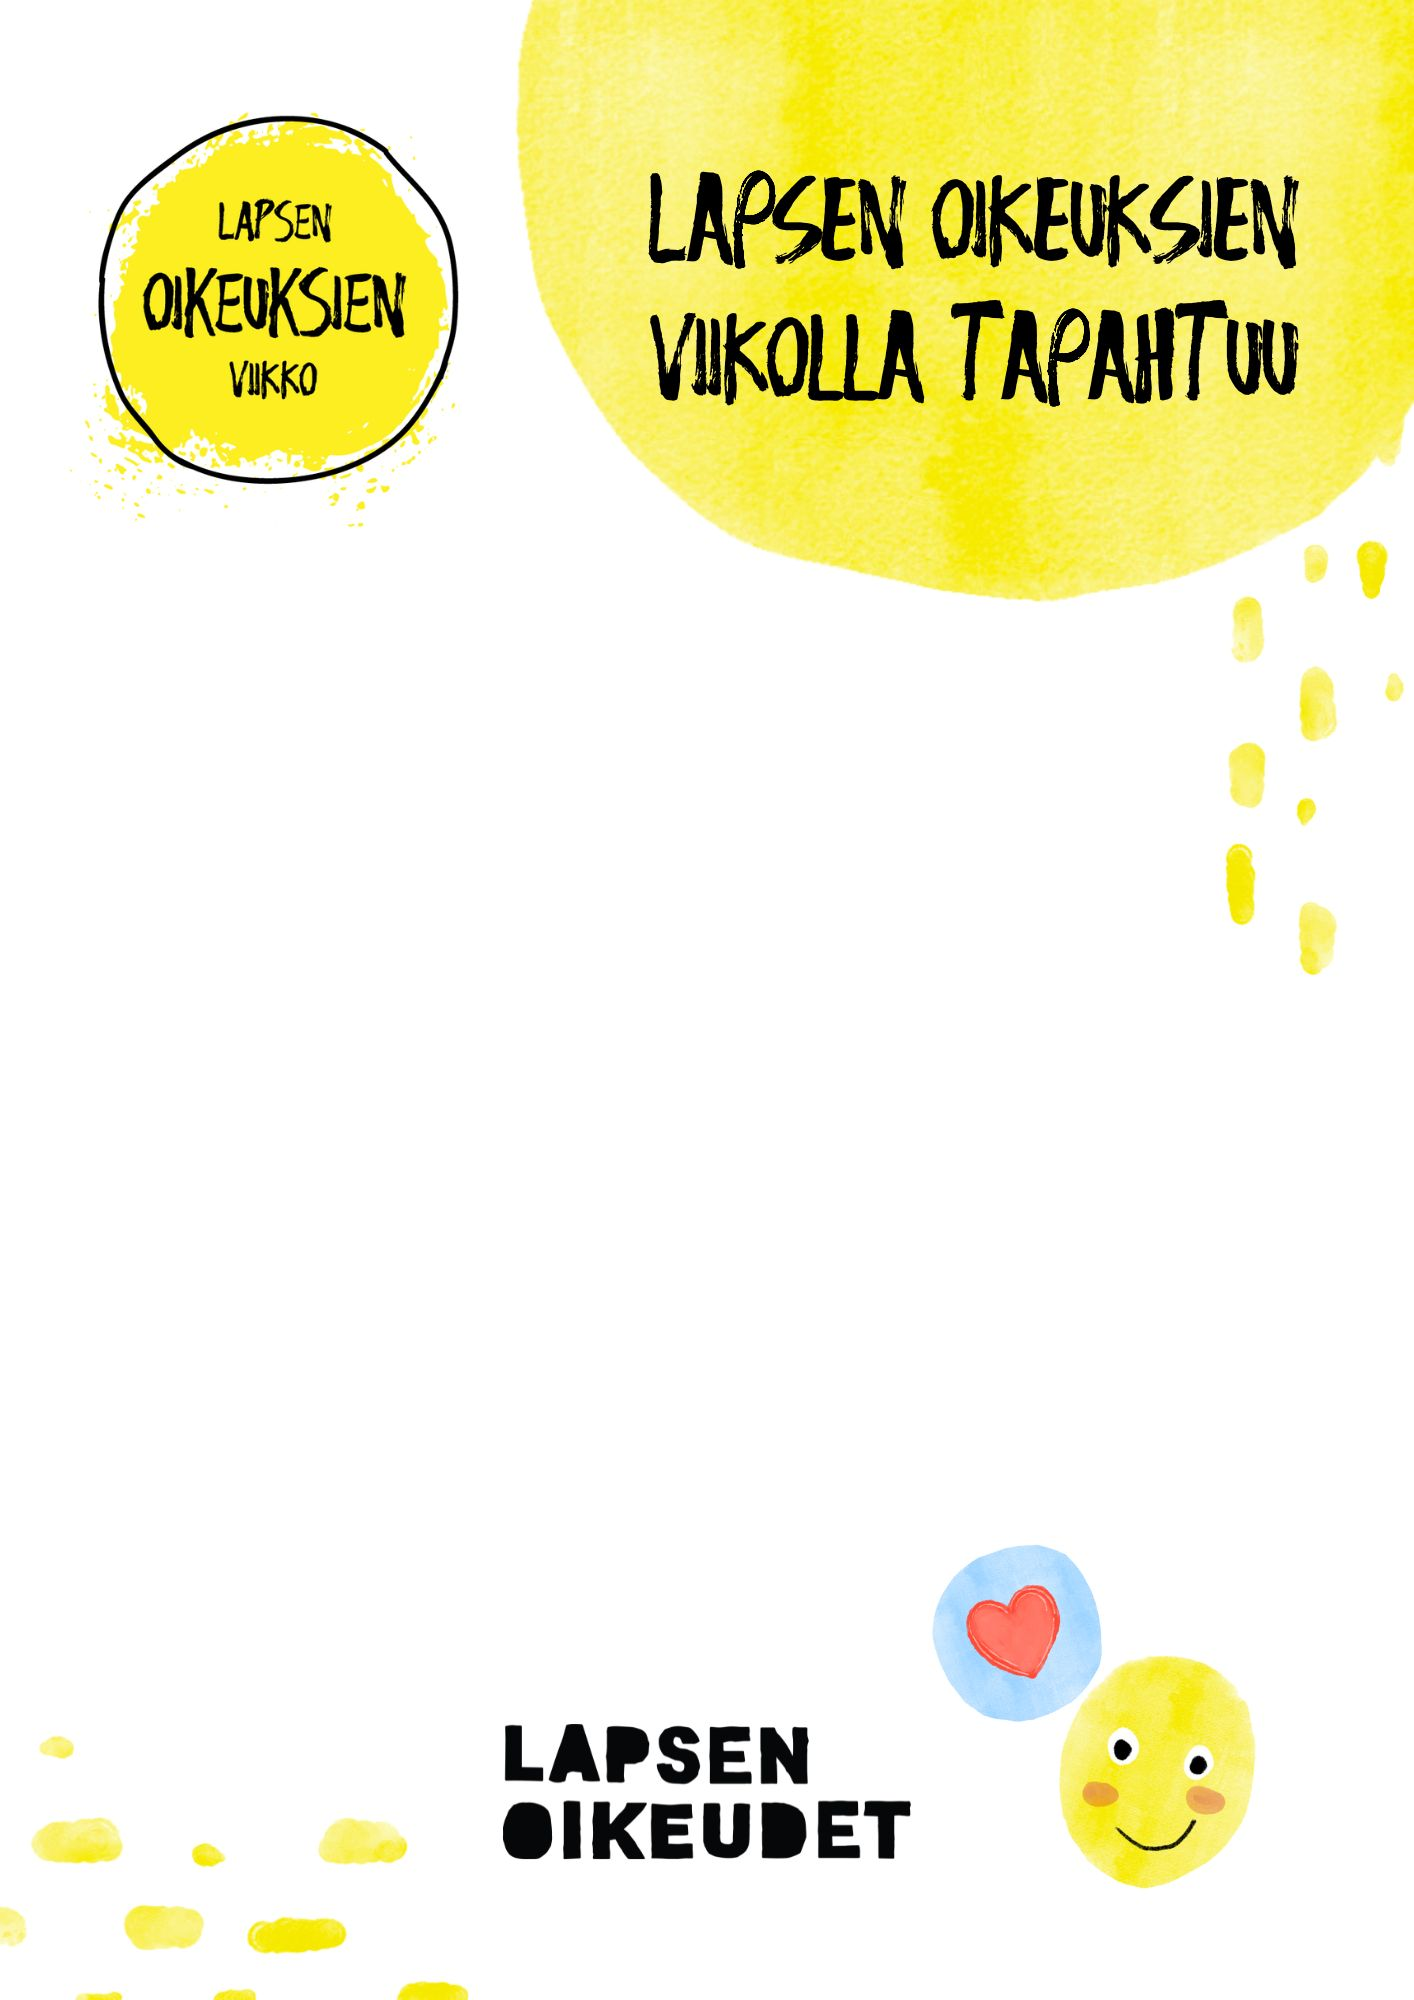 LAPSEN
OIKEUKSIEN
VIIKKO
LAPSEN OIKEUKSIEN
VIIKOLLA TAPAHTUU
LAPSEN
OIKEUDET